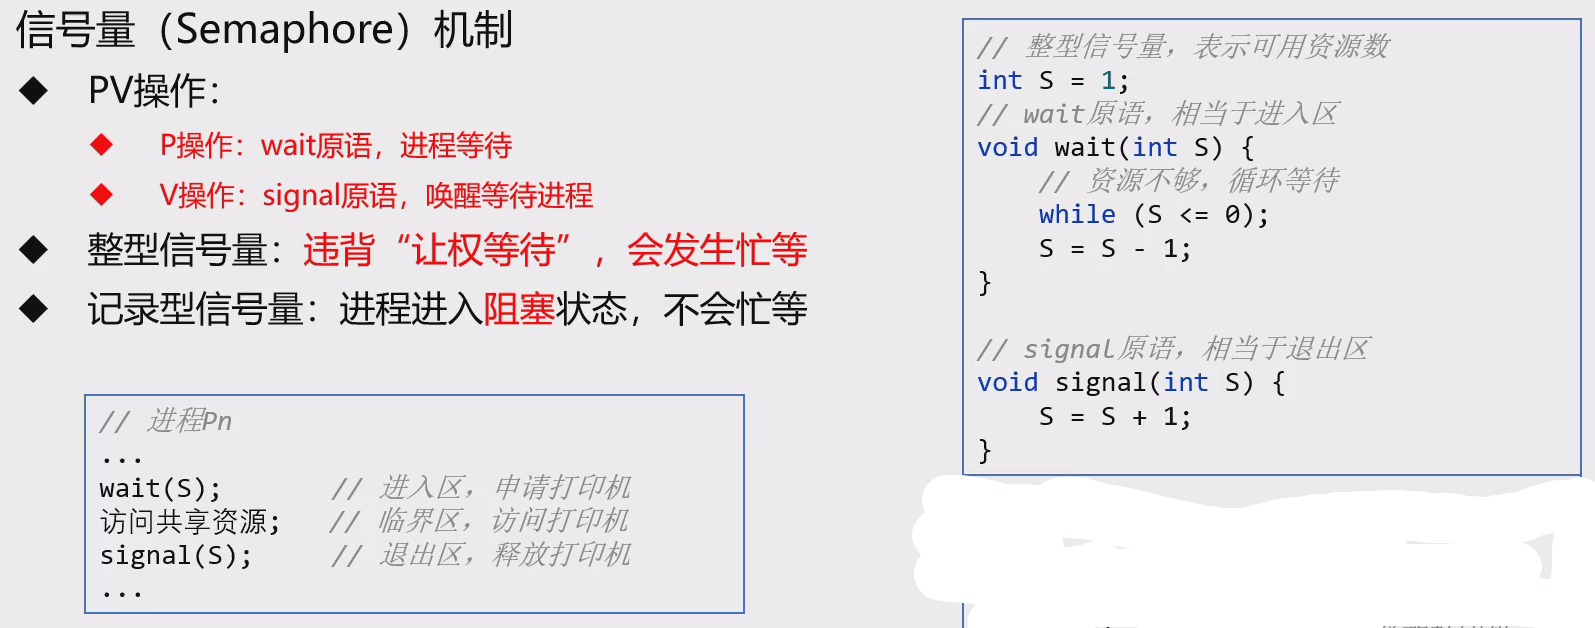 信号量（Semaphore）机制
PV操作：
P操作：wait原语，进程等待
V操作：signal原语，唤醒等待进程
整型信号量：违背“让权等待”，会发生忙等
记录型信号量：进程进入阻塞状态，不会忙等
// 进程Pn
...
wait(S); // 进入区，申请打印机
访问共享资源; // 临界区，访问打印机
signal(S); // 退出区，释放打印机
...
// 整型信号量，表示可用资源数
int S = 1;
// wait原语，相当于进入区
void wait(int S) {
// 资源不够，循环等待
while (S <= 0);
S = S - 1;
}
// signal原语，相当于退出区
void signal(int S) {
S = S + 1;
}